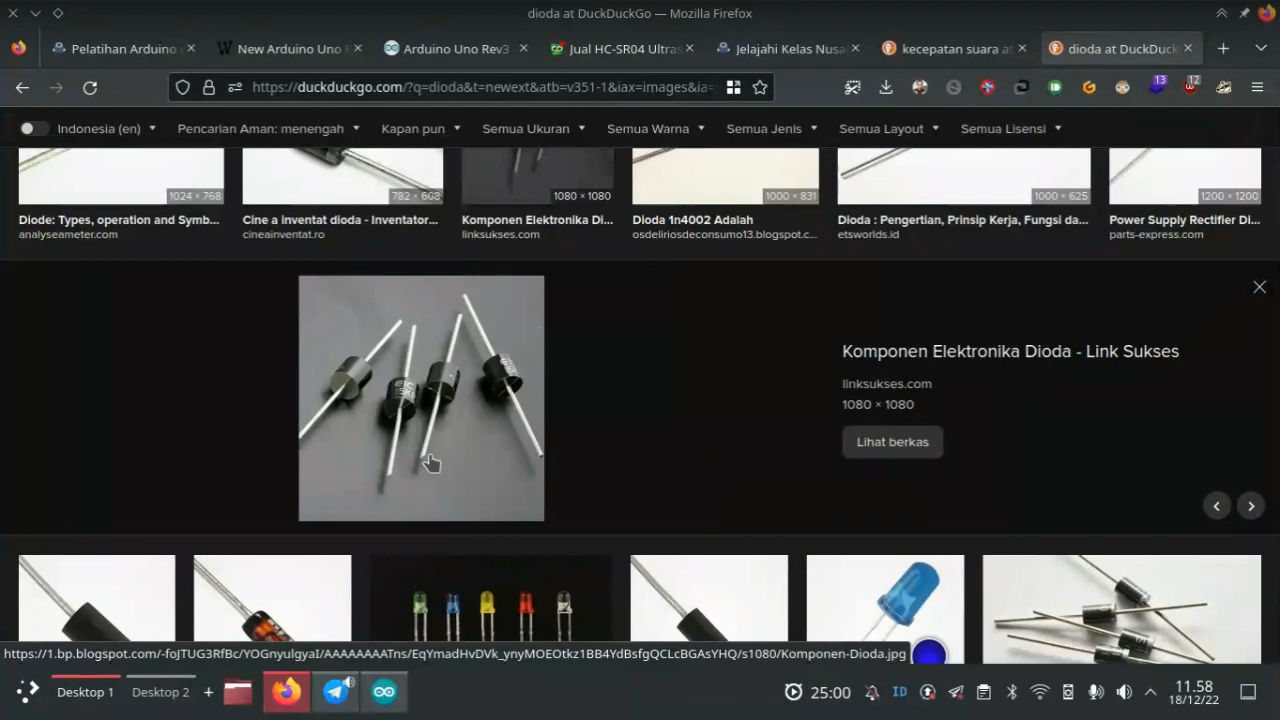 dioda at DuckDuckGo — Mozilla Firefox
Pelatihan Arduino
New Arduino Uno
Arduino Uno Rev3
Jual HC-SR04 Ultras
Jelajahi Kelas Nusa
kecepatan suara at
dioda at DuckDuck
https://duckduckgo.com/?q=dioda&t=newext&atb=v351-1&iax=images&ia=
13
12
Indonesia (en)
Pencarian Aman: menengah
Kapan pun
Semua Ukuran
Semua Warna
Semua Jenis
Semua Layout
Semua Lisensi
1024 × 768
782 × 608
1080 × 1080
1000 × 831
1000 × 625
1200 × 1200
Diode: Types, operation and Symb...
Cine a inventat dioda - Inventator...
Komponen Elektronika Di...
Dioda 1n4002 Adalah
Dioda : Pengertian, Prinsip Kerja, Fungsi da...
Power Supply Rectifier Di...
analyseameter.com
cineainventat.ro
linksukses.com
osdeliriosdeconsumo13.blogspot.c...
etsworlds.id
parts-express.com
Komponen Elektronika Dioda - Link Sukses
linksukses.com
1080 × 1080
Lihat berkas
https://1.bp.blogspot.com/-foJTUG3RfBc/YOGnyulgyaI/AAAAAAAATns/EqYmadHvDVk_ynyMOEOtkz1BB4YdBsfgQCLcBGAsYHQ/s1080/Komponen-Dioda.jpg
Desktop 1
Desktop 2
25:00
ID
11.58
18/12/22